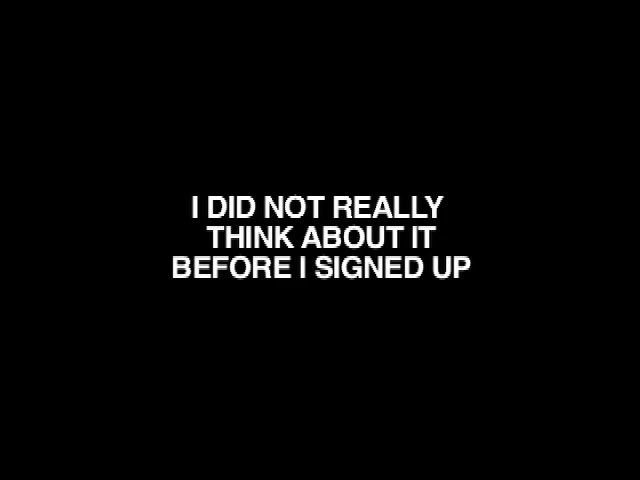 I DID NOT REALLY
THINK ABOUT IT
BEFORE I SIGNED UP